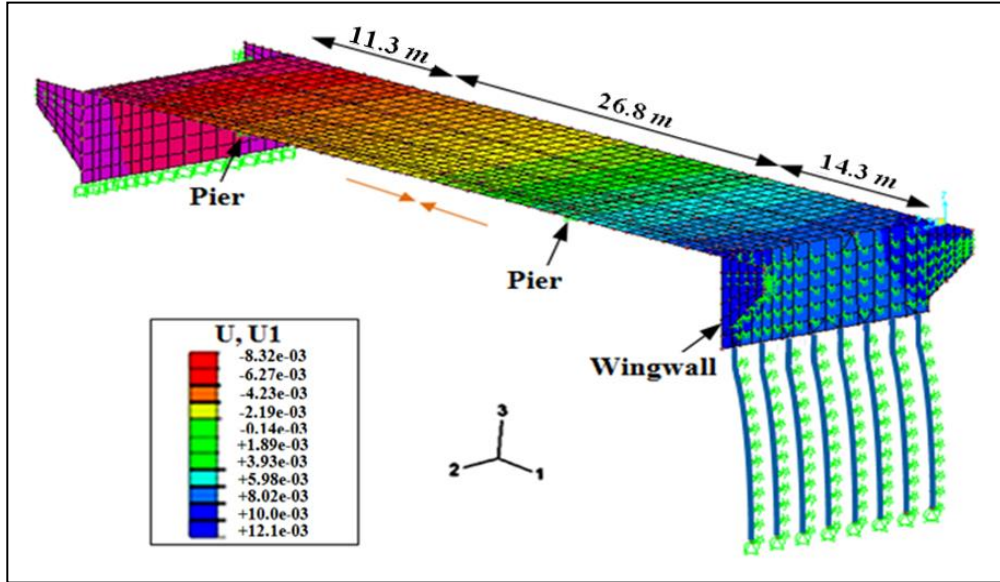 11.3 m
26.8 m
14.3 m
Pier
Pier
Wingwall
U, U1
-8.32e-03
-6.27e-03
-4.23e-03
-2.19e-03
-0.14e-03
+1.89e-03
+3.93e-03
+5.98e-03
+8.02e-03
+10.0e-03
+12.1e-03
3
2
1